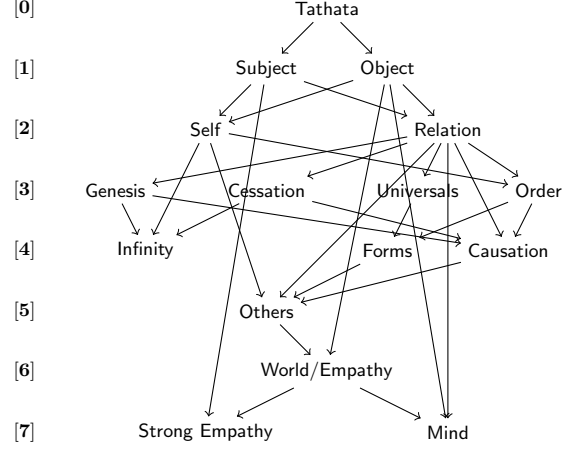 [0] Tathata
[1] Subject Object
[2] Self Relation
[3] Genesis Cessation Universals Order
[4] Infinity Forms Causation
[5] Others
[6] World/Empathy
[7] Strong Empathy Mind